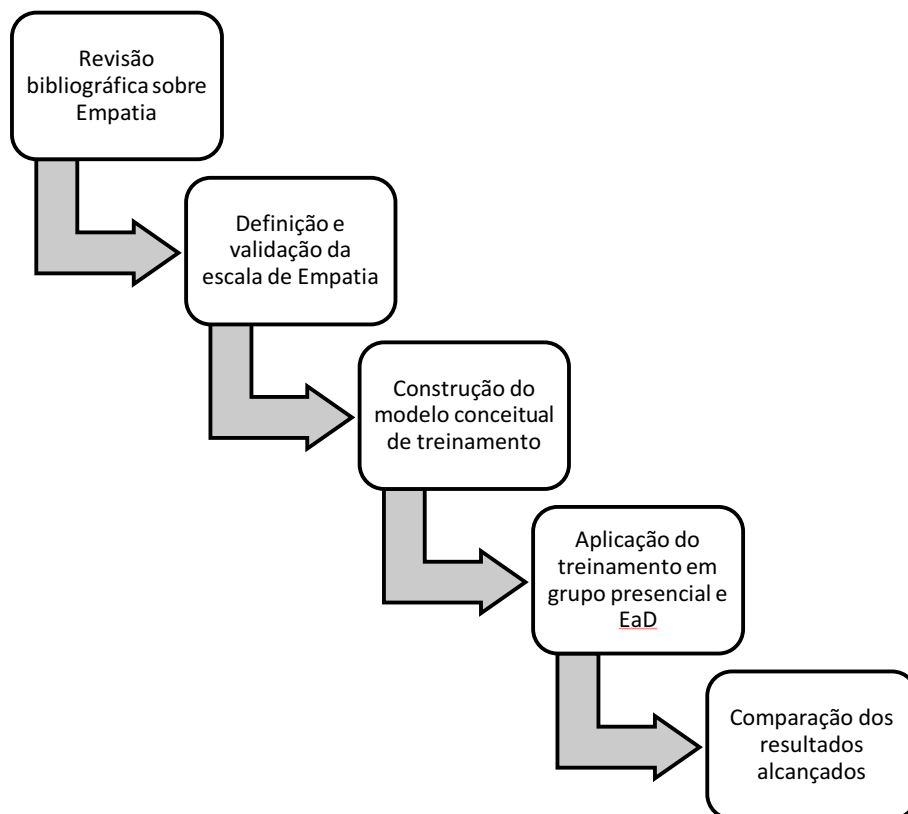 Revisão
bibliográfica sobre
Empatia
Definição e
validação da
escala de Empatia
Construção do
modelo conceitual
de treinamento
Aplicação do
treinamento em
grupo presencial e
EaD
Comparação dos
resultados
alcançados